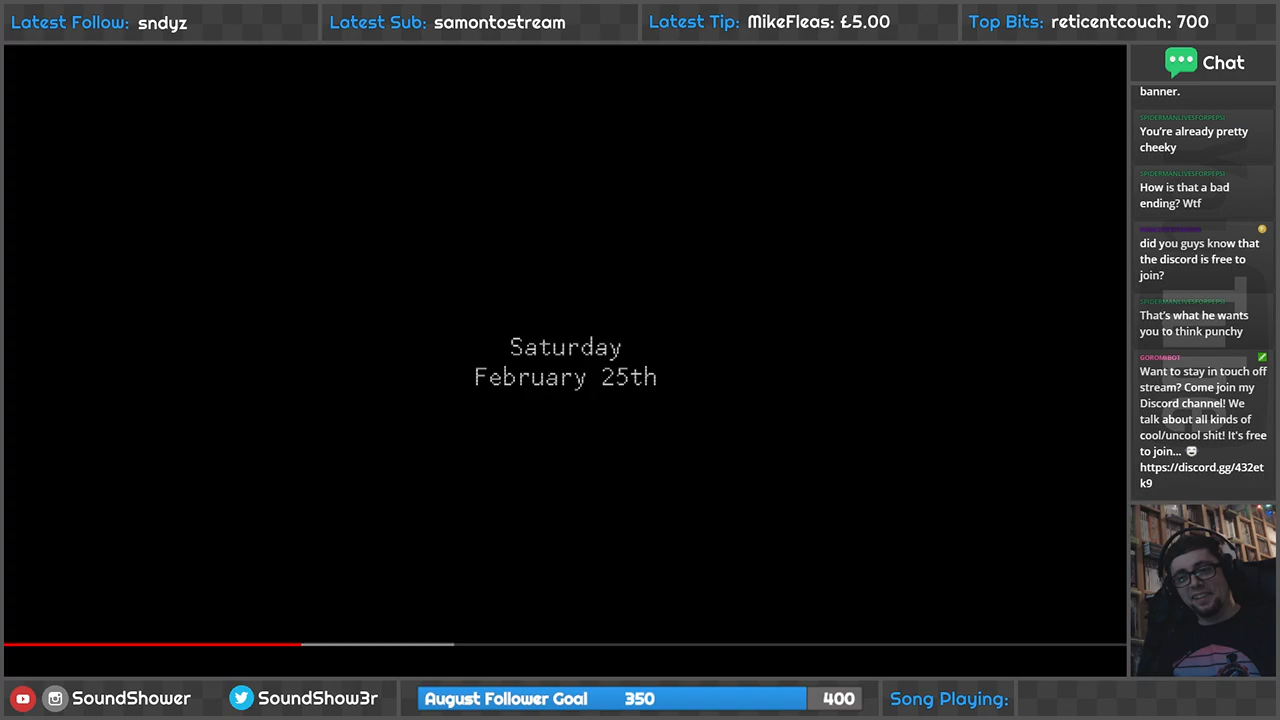 Latest Follow: sndyz
Latest Sub: samontostream
Latest Tip: MikeFleas: £5.00
Top Bits: reticentcouch: 700
Chat
banner.
SPIDERMANLIVESFORPEPSI
You're already pretty
cheeky
SPIDERMANLIVESFORPEPSI
How is that a bad
ending? Wtf
did you guys know that
the discord is free to
join?
SPIDERMANLIVESFORPEPSI
That's what he wants
you to think punchy
GOROMIBOT
Want to stay in touch off
stream? Come join my
Discord channel! We
talk about all kinds of
cool/uncool shit! It's free
to join...
https://discord.gg/432et
k9
Saturday
February 25th
SoundShower
SoundShow3r
August Follower Goal 350 400
Song Playing: